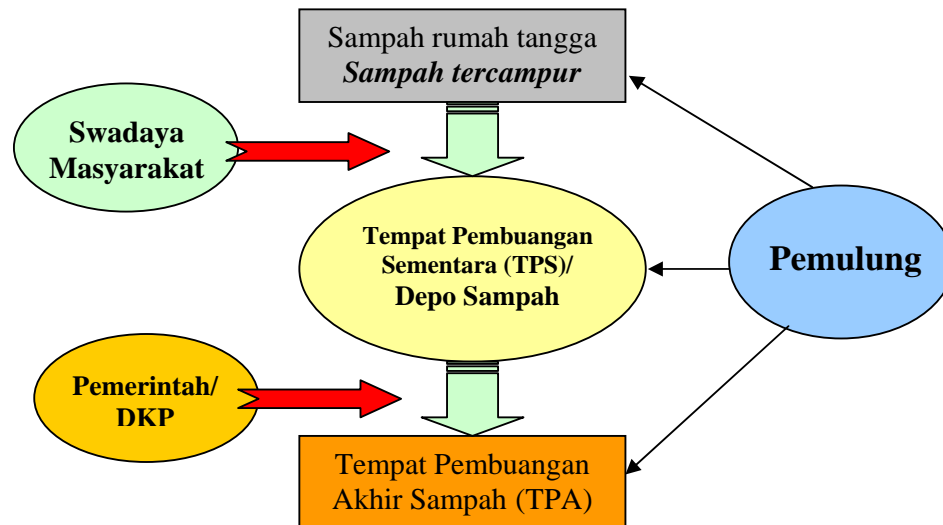 Sampah rumah tangga
Sampah tercampur
Swadaya
Masyarakat
Tempat Pembuangan
Sementara (TPS)/
Depo Sampah
Pemulung
Pemerintah/
DKP
Tempat Pembuangan
Akhir Sampah (TPA)